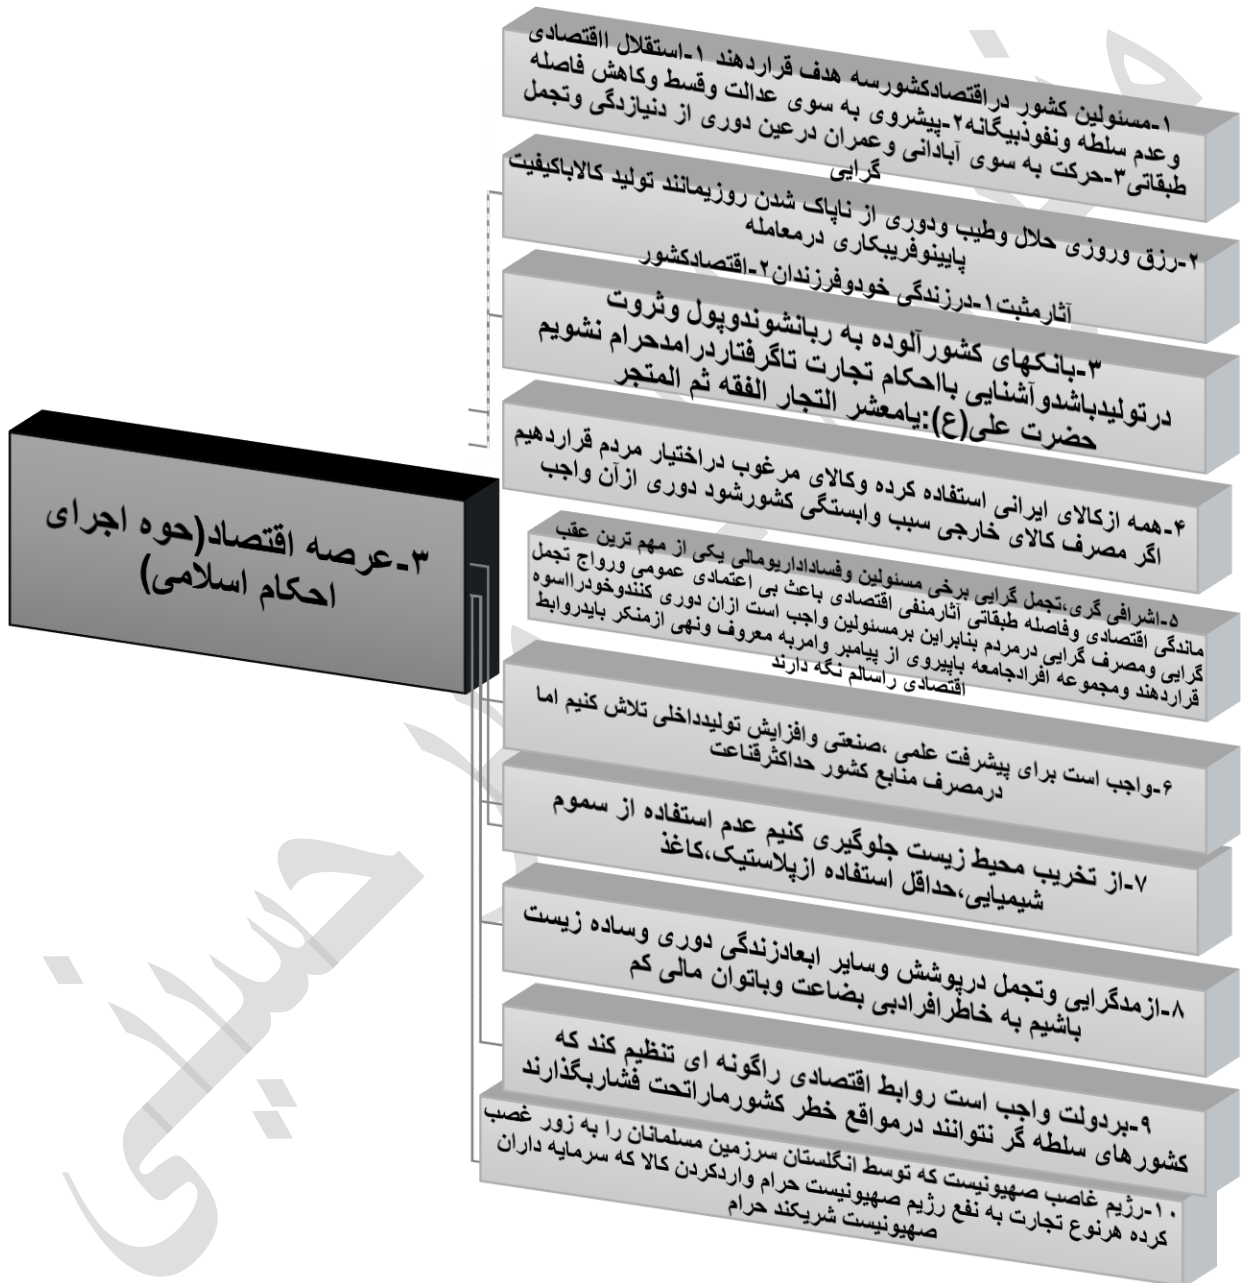 ۳-عرصه اقتصاد(حوه اجرای
احکام اسلامی)
۱-مسئولین کشور دراقتصادکشورسه هدف قراردهند ۱-استقلال ااقتصادی
وعدم سلطه ونفوذبیگانه۲-پیشروی به سوی عدالت وقسط وکاهش فاصله
طبقاتی۳-حرکت به سوی آبادانی وعمران درعین دوری از دنیازدگی وتجمل
گرایی
۲-رزق وروزی حلال وطیب ودوری از ناپاک شدن روزیمانند تولید کالاباکیفیت
پایینوفریبکاری درمعامله
آثارمثبت۱-درزندگی خودوفرزندان۲-اقتصادکشور
۳-بانکهای کشورآلوده به ربانشوندوپول وثروت
درتولیدباشدوآشنایی بااحکام تجارت تاگرفتاردرامدحرام نشویم
حضرت علی(ع):یامعشر التجار الفقه ثم المتجر
۴-همه ازکالای ایرانی استفاده کرده وکالای مرغوب دراختیار مردم قراردهیم
اگر مصرف کالای خارجی سبب وابستگی کشورشود دوری ازآن واجب
۵-اشرافی گری،تجمل گرایی برخی مسئولین وفساداداریومالی یکی از مهم ترین عقب
ماندگی اقتصادی وفاصله طبقاتی آثارمنفی اقتصادی باعث بی اعتمادی عمومی ورواج تجمل
گرایی ومصرف گرایی درمردم بنابراین برمسئولین واجب است ازان دوری کنندوخودرااسوه
قراردهند ومجموعه افرادجامعه باپیروی از پیامبر وامربه معروف ونهی ازمنکر بایدروابط
اقتصادی راسالم نگه دارند
۶-واجب است برای پیشرفت علمی ،صنعتی وافزایش تولیدداخلی تلاش کنیم اما
درمصرف منابع کشور حداکثرقناعت
۷-از تخریب محیط زیست جلوگیری کنیم عدم استفاده از سموم
شیمیایی،حداقل استفاده ازپلاستیک،کاغذ
۸-ازمدگرایی وتجمل درپوشش وسایر ابعادزندگی دوری وساده زیست
باشیم به خاطرافرادبی بضاعت وباتوان مالی کم
۹-بردولت واجب است روابط اقتصادی راگونه ای تنظیم کند که
کشورهای سلطه گر نتوانند درمواقع خطر کشورماراتحت فشاربگذارند
۱۰-رژیم غاصب صهیونیست که توسط انگلستان سرزمین مسلمانان را به زور غصب
کرده هرنوع تجارت به نفع رژیم صهیونیست حرام واردکردن کالا که سرمایه داران
صهیونیست شریکند حرام
حسینی